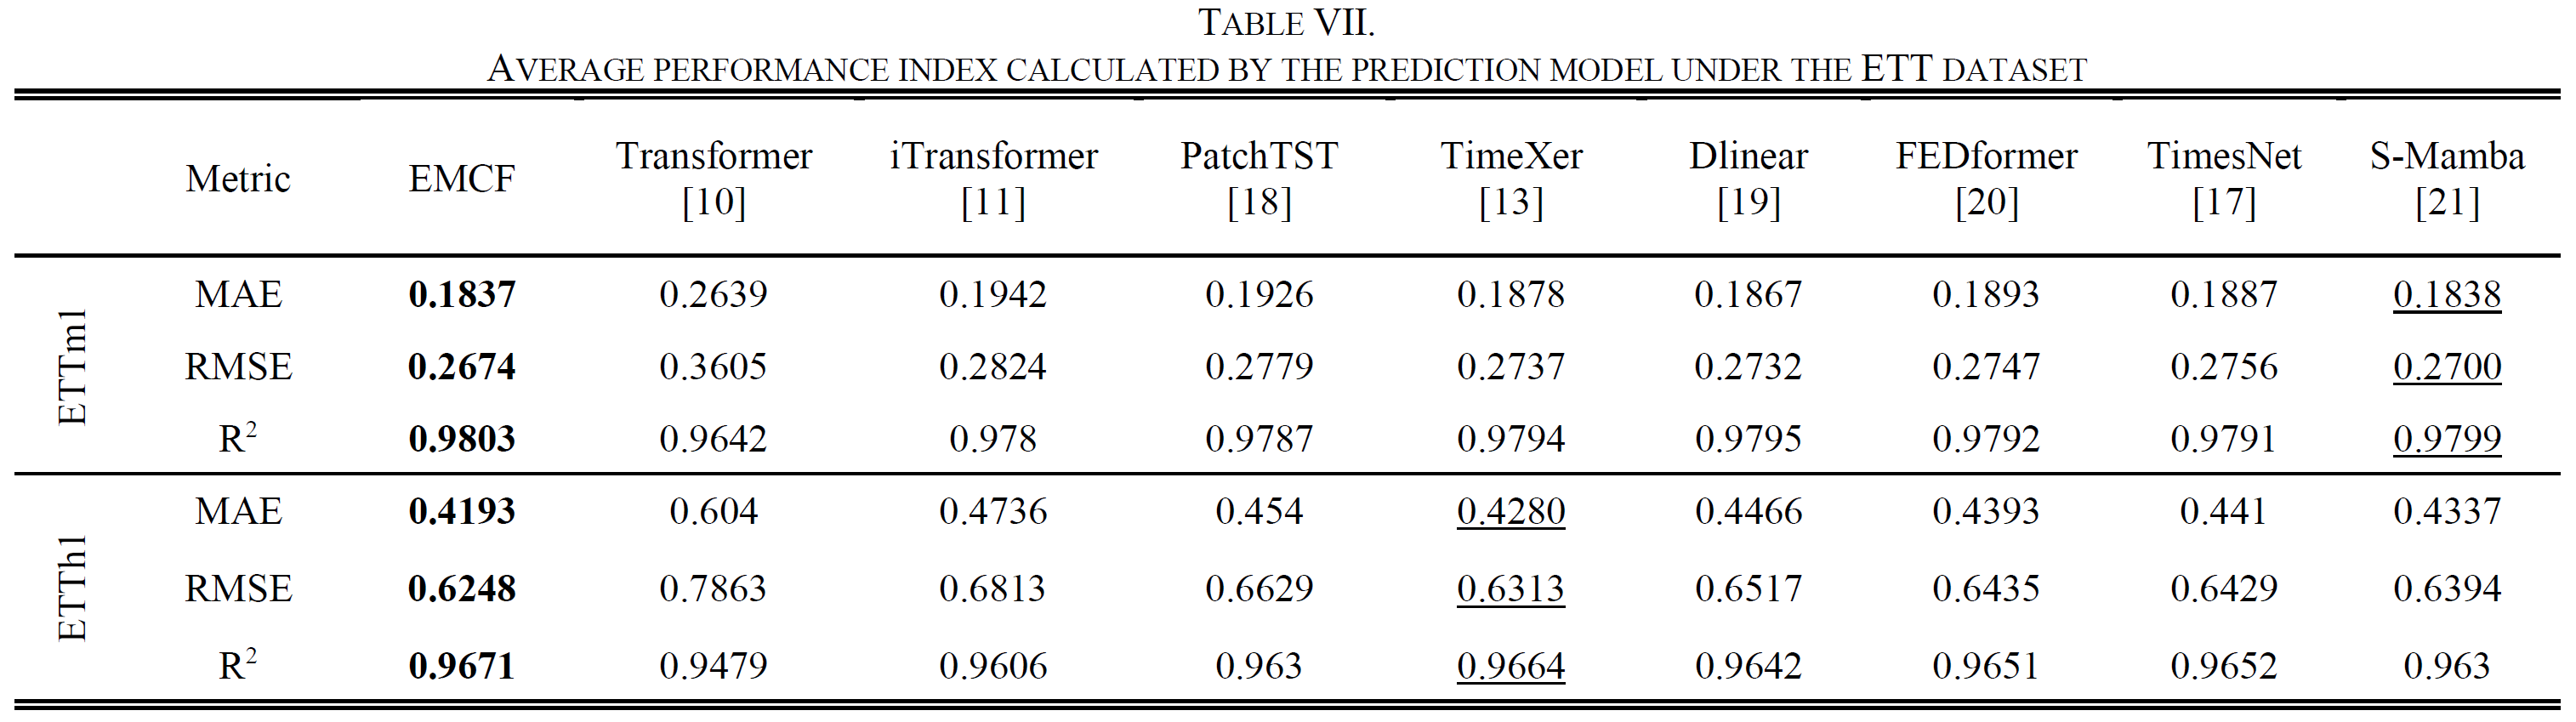 TABLE VII.
AVERAGE PERFORMANCE INDEX CALCULATED BY THE PREDICTION MODEL UNDER THE ETT DATASET
Metric EMCF Transformer [10] iTransformer [11] PatchTST [18] TimeXer [13] Dlinear [19] FEDformer [20] TimesNet [17] S-Mamba [21]
ETTm1
MAE 0.1837 0.2639 0.1942 0.1926 0.1878 0.1867 0.1893 0.1887 0.1838
RMSE 0.2674 0.3605 0.2824 0.2779 0.2737 0.2732 0.2747 0.2756 0.2700
R² 0.9803 0.9642 0.978 0.9787 0.9794 0.9795 0.9792 0.9791 0.9799
ETTh1
MAE 0.4193 0.604 0.4736 0.454 0.4280 0.4466 0.4393 0.441 0.4337
RMSE 0.6248 0.7863 0.6813 0.6629 0.6313 0.6517 0.6435 0.6429 0.6394
R² 0.9671 0.9479 0.9606 0.963 0.9664 0.9642 0.9651 0.9652 0.963